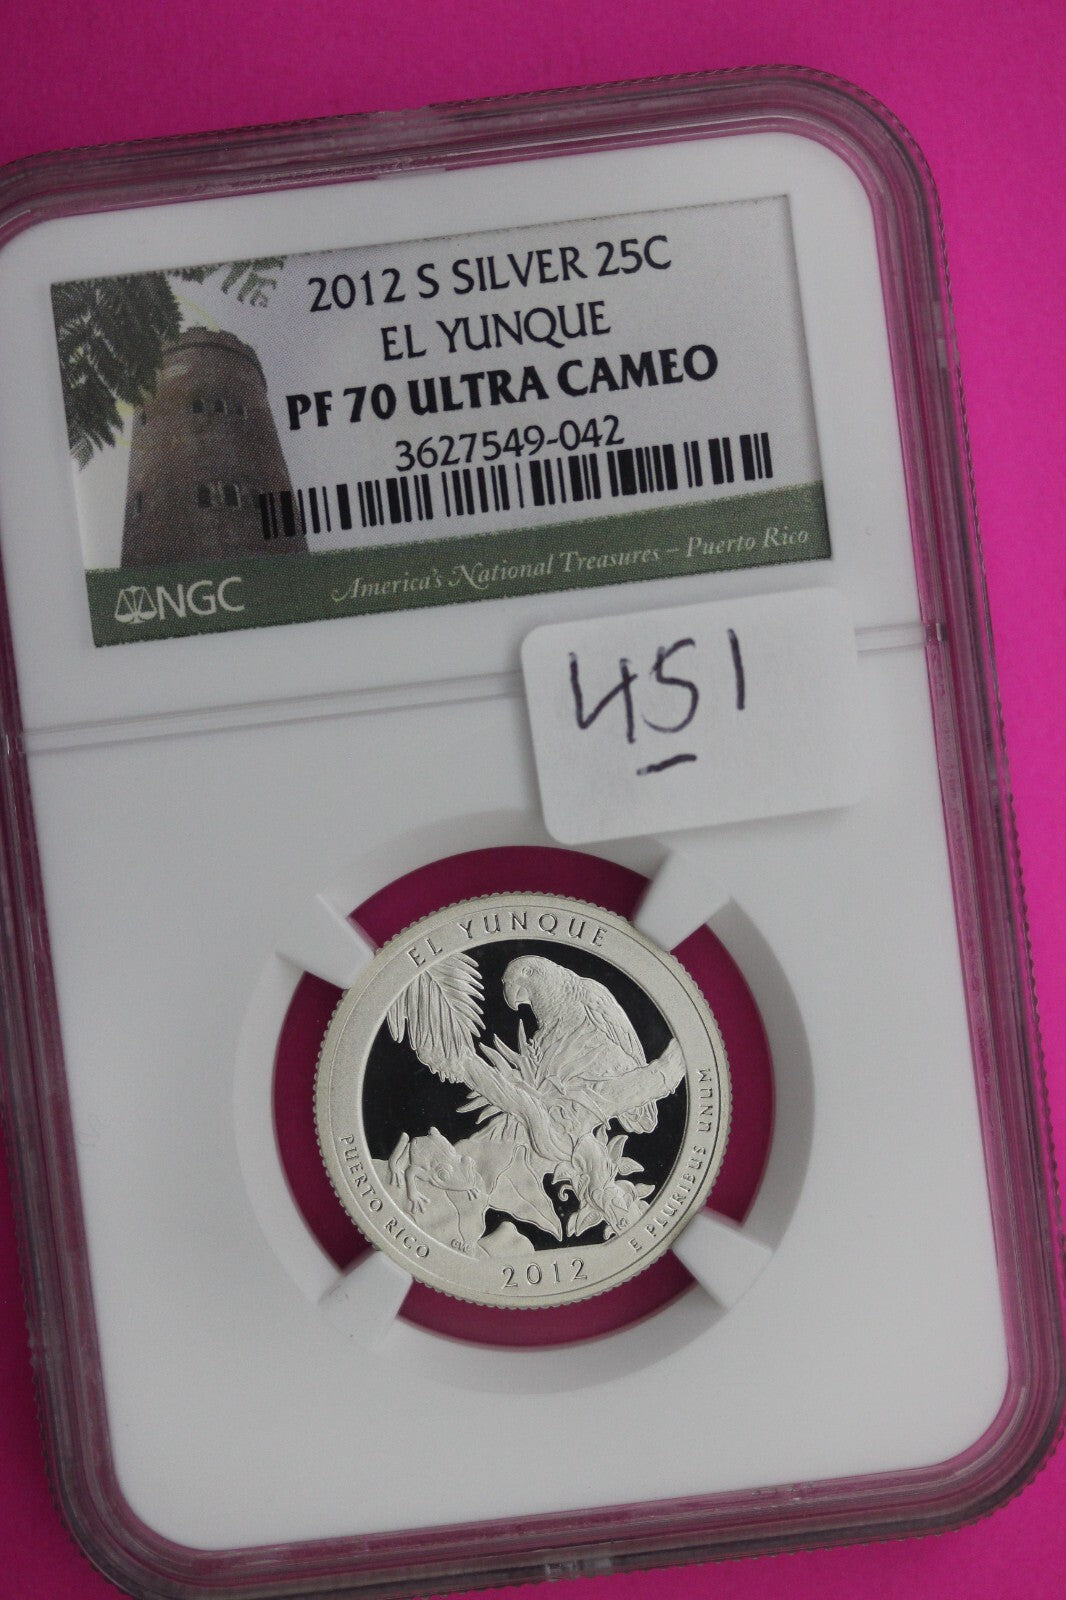 2012 S SILVER 25C
EL YUNQUE
PF 70 ULTRA CAMEO
3627549-042
NGC
America's National Treasures – Puerto Rico
451
EL YUNQUE
PUERTO RICO
E PLURIBUS UNUM
2012